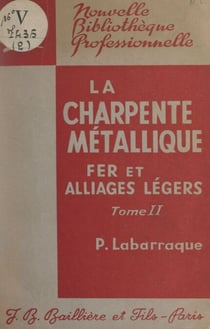 Nouvelle
Bibliothèque
Professionnelle
V
LA
CHARPENTE
MÉTALLIQUE
FER ET
ALLIAGES LÉGERS
Tome II
P. Labarraque
J. B. Baillière et Fils - Paris